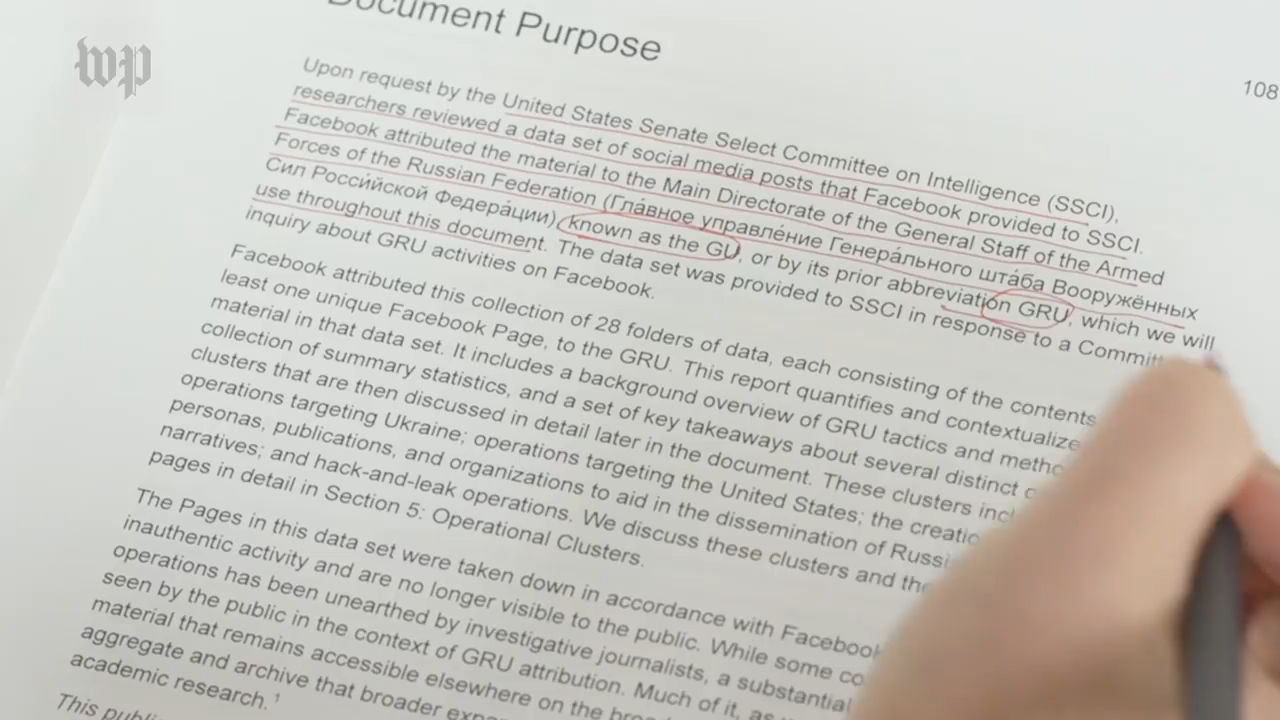 wp
Document Purpose
108
Upon request by the United States Senate Select Committee on Intelligence (SSCI),
researchers reviewed a data set of social media posts that Facebook provided to SSCI.
Facebook attributed the material to the Main Directorate of the General Staff of the Armed
Forces of the Russian Federation (Гла́вное управле́ние Генера́льного шта́ба Вооружённых
Сил Росси́йской Федера́ции) known as the GU, or by its prior abbreviation GRU, which we will
use throughout this document. The data set was provided to SSCI in response to a
inquiry about GRU activities on Facebook.
Facebook attributed this collection of 28 folders of data, each consisting of the contents
least one unique Facebook Page, to the GRU. This report quantifies and contextualize
material in that data set. It includes a background overview of GRU tactics and
collection of summary statistics, and a set of key takeaways about several distinct
clusters that are then discussed in detail later in the document. These clusters
operations targeting Ukraine; operations targeting the United States; the
personas, publications, and organizations to aid in the dissemination of
narratives; and hack-and-leak operations. We discuss these clusters and
pages in detail in Section 5: Operational Clusters.
The Pages in this data set were taken down in accordance with
inauthentic activity and are no longer visible to the public. While some
operations has been unearthed by investigative journalists, a substantial
seen by the public in the context of GRU attribution. Much of it, as
material that remains accessible elsewhere on the
aggregate and archive that broader
academic research. 1
This